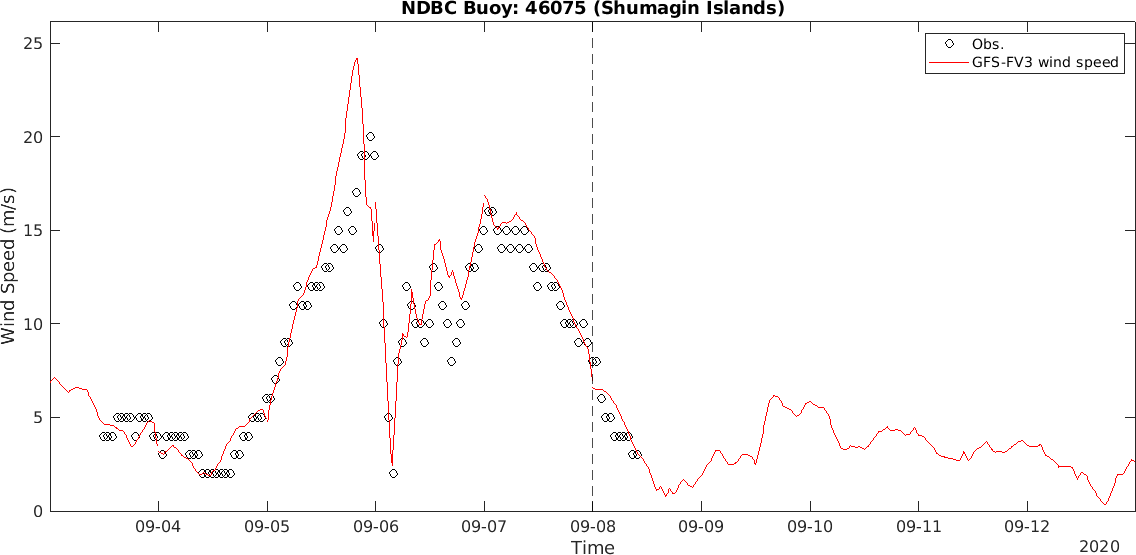 NDBC Buoy: 46075 (Shumagin Islands)
25
20
15
10
5
0
Wind Speed (m/s)
Obs.
GFS-FV3 wind speed
09-04 09-05 09-06 09-07 09-08 09-09 09-10 09-11 09-12
Time
2020